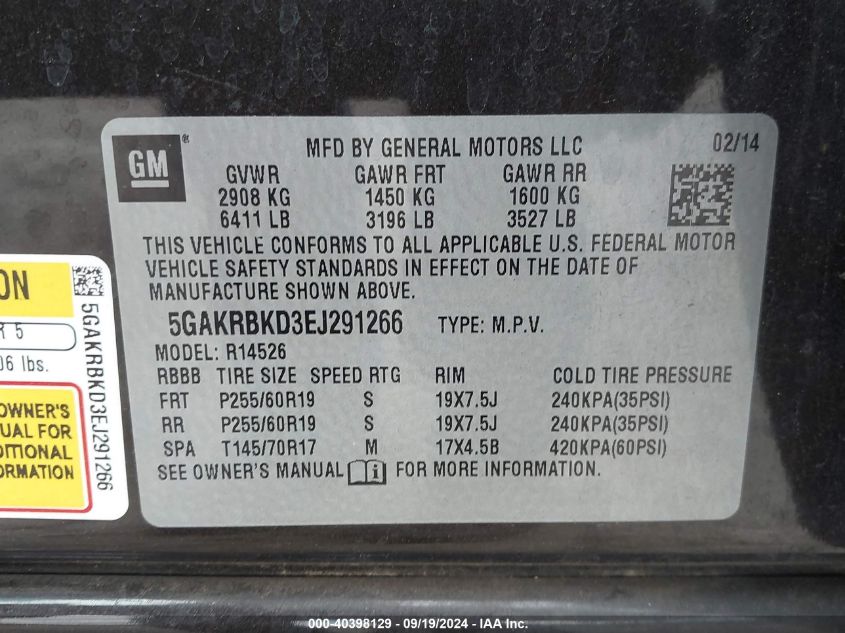 GM
®
MFD BY GENERAL MOTORS LLC 02/14
GVWR GAWR FRT GAWR RR
2908 KG 1450 KG 1600 KG
6411 LB 3196 LB 3527 LB
THIS VEHICLE CONFORMS TO ALL APPLICABLE U.S. FEDERAL MOTOR
VEHICLE SAFETY STANDARDS IN EFFECT ON THE DATE OF
MANUFACTURE SHOWN ABOVE.
5GAKRBKD3EJ291266 TYPE: M.P.V.
MODEL: R14526
RBBB TIRE SIZE SPEED RTG RIM COLD TIRE PRESSURE
FRT P255/60R19 S 19X7.5J 240KPA(35PSI)
RR P255/60R19 S 19X7.5J 240KPA(35PSI)
SPA T145/70R17 M 17X4.5B 420KPA(60PSI)
SEE OWNER'S MANUAL FOR MORE INFORMATION.
5GAKRBKD3EJ291266
ON
R 5
06 lbs.
OWNER'S
UAL FOR
DITIONAL
ORMATION
000-40398129 - 09/19/2024 - IAA Inc.